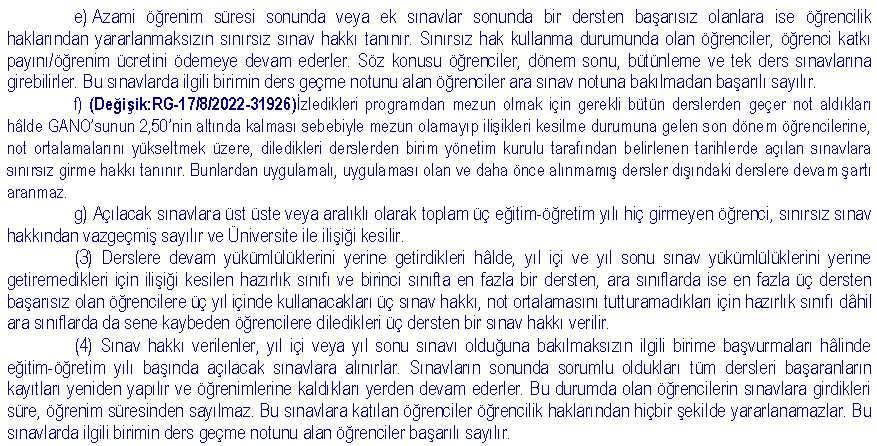 e) Azami öğrenim süresi sonunda veya ek sınavlar sonunda bir dersten başarısız olanlara ise öğrencilik
haklarından yararlanmaksızın sınırsız sınav hakkı tanınır. Sınırsız hak kullanma durumunda olan öğrenciler, öğrenci katkı
payını/öğrenim ücretini ödemeye devam ederler. Söz konusu öğrenciler, dönem sonu, bütünleme ve tek ders sınavlarına
girebilirler. Bu sınavlarda ilgili birimin ders geçme notunu alan öğrenciler ara sınav notuna bakılmadan başarılı sayılır.
f) (Değişik:RG-17/8/2022-31926)İzledikleri programdan mezun olmak için gerekli bütün derslerden geçer not aldıkları
hâlde GANO’sunun 2,50’nin altında kalması sebebiyle mezun olamayıp ilişikleri kesilme durumuna gelen son dönem öğrencilerine,
not ortalamalarını yükseltmek üzere, diledikleri derslerden birim yönetim kurulu tarafından belirlenen tarihlerde açılan sınavlara
sınırsız girme hakkı tanınır. Bunlardan uygulamalı, uygulaması olan ve daha önce alınmamış dersler dışındaki derslere devam şartı
aranmaz.
g) Açılacak sınavlara üst üste veya aralıklı olarak toplam üç eğitim-öğretim yılı hiç girmeyen öğrenci, sınırsız sınav
hakkından vazgeçmiş sayılır ve Üniversite ile ilişiği kesilir.
(3) Derslere devam yükümlülüklerini yerine getirdikleri hâlde, yıl içi ve yıl sonu sınav yükümlülüklerini yerine
getiremedikleri için ilişiği kesilen hazırlık sınıfı ve birinci sınıfta en fazla bir dersten, ara sınıflarda ise en fazla üç dersten
başarısız olan öğrencilere üç yıl içinde kullanacakları üç sınav hakkı, not ortalamasını tutturamadıkları için hazırlık sınıfı dâhil
ara sınıflarda da sene kaybeden öğrencilere diledikleri üç dersten bir sınav hakkı verilir.
(4) Sınav hakkı verilenler, yıl içi veya yıl sonu sınavı olduğuna bakılmaksızın ilgili birime başvurmaları hâlinde
eğitim-öğretim yılı başında açılacak sınavlara alınırlar. Sınavların sonunda sorumlu oldukları tüm dersleri başaranların
kayıtları yeniden yapılır ve öğrenimlerine kaldıkları yerden devam ederler. Bu durumda olan öğrencilerin sınavlara girdikleri
süre, öğrenim süresinden sayılmaz. Bu sınavlara katılan öğrenciler öğrencilik haklarından hiçbir şekilde yararlanamazlar. Bu
sınavlarda ilgili birimin ders geçme notunu alan öğrenciler başarılı sayılır.